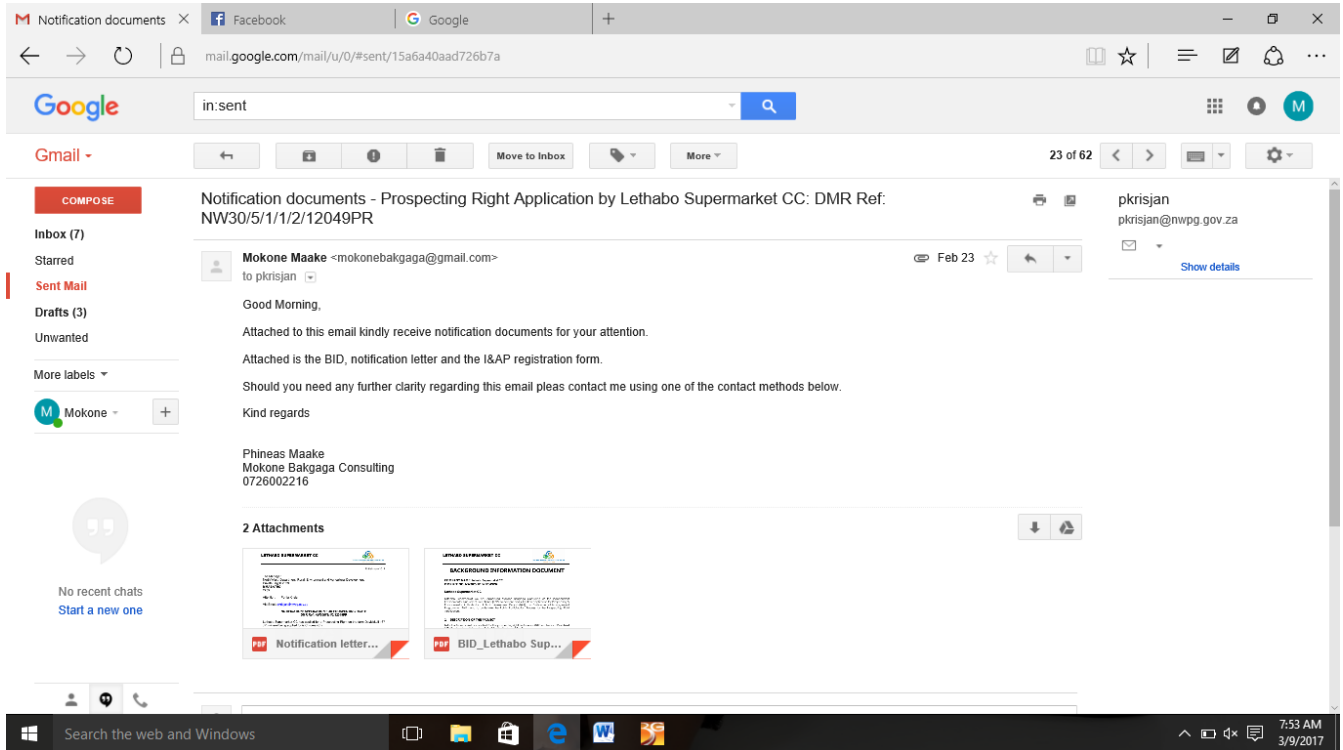 Notification documents
Facebook
Google
mail.google.com/mail/u/0/#sent/15a6a40aad726b7a
Google
in:sent
M
Gmail
Move to Inbox
More
23 of 62
COMPOSE
Inbox (7)
Starred
Sent Mail
Drafts (3)
Unwanted
More labels
M Mokone
No recent chats
Start a new one
Notification documents - Prospecting Right Application by Lethabo Supermarket CC: DMR Ref:
NW30/5/1/1/2/12049PR
Mokone Maake <mokonebakgaga@gmail.com>
Feb 23
to pkrisjan
Good Morning,
Attached to this email kindly receive notification documents for your attention.
Attached is the BID, notification letter and the I&AP registration form.
Should you need any further clarity regarding this email pleas contact me using one of the contact methods below.
Kind regards
Phineas Maake
Mokone Bakgaga Consulting
0726002216
2 Attachments
LETHABO SUPERMARKET CC
PDF Notification letter...
LETHABO SUPERMARKET CC
BACKGROUND INFORMATION DOCUMENT
PDF BID_Lethabo Sup...
pkrisjan
pkrisjan@nwpg.gov.za
Show details
Search the web and Windows
7:53 AM
3/9/2017